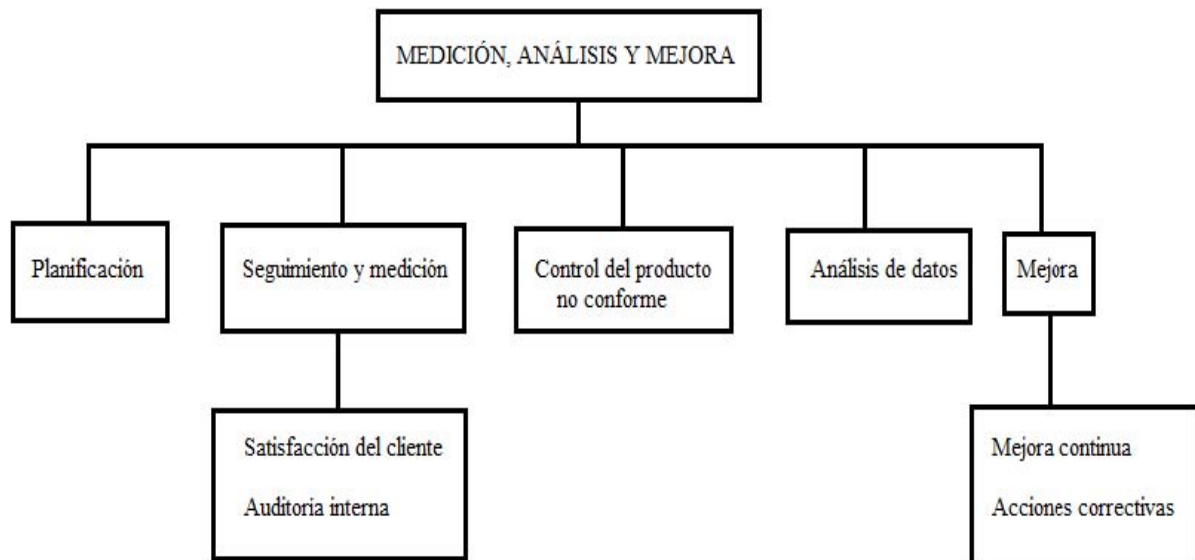 MEDICIÓN, ANÁLISIS Y MEJORA
Planificación
Seguimiento y medición
Control del producto
no conforme
Análisis de datos
Mejora
Satisfacción del cliente
Auditoría interna
Mejora continua
Acciones correctivas